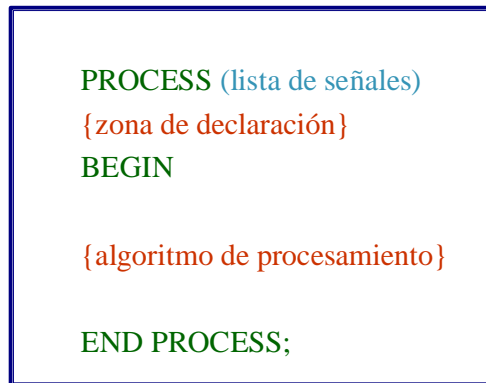 PROCESS (lista de señales)
{zona de declaración}
BEGIN
{algoritmo de procesamiento}
END PROCESS;